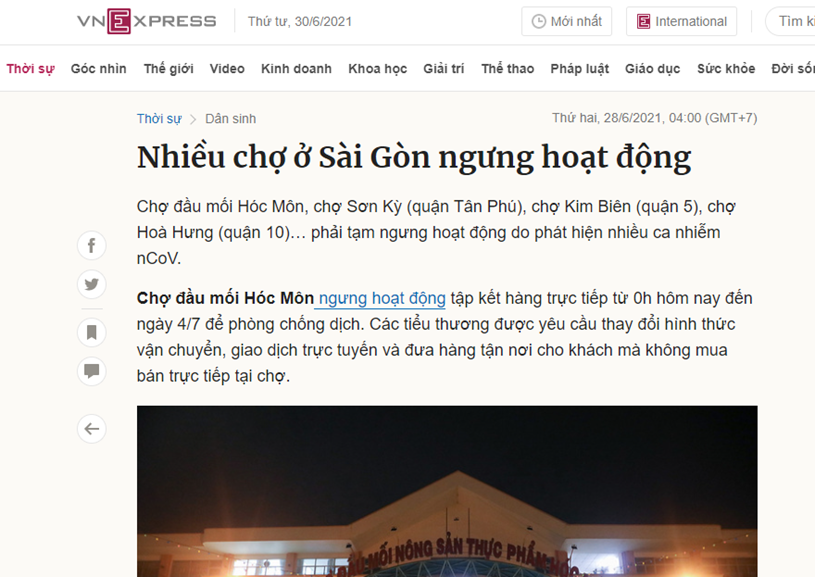 VNEXPRESS
Thứ tư, 30/6/2021
Mới nhất
International
Thời sự Góc nhìn Thế giới Video Kinh doanh Khoa học Giải trí Thể thao Pháp luật Giáo dục Sức khỏe
Thời sự > Dân sinh
Thứ hai, 28/6/2021, 04:00 (GMT+7)
Nhiều chợ ở Sài Gòn ngưng hoạt động
Chợ đầu mối Hóc Môn, chợ Sơn Kỳ (quận Tân Phú), chợ Kim Biên (quận 5), chợ
Hoà Hưng (quận 10)… phải tạm ngưng hoạt động do phát hiện nhiều ca nhiễm
nCoV.
Chợ đầu mối Hóc Môn ngưng hoạt động tập kết hàng trực tiếp từ 0h hôm nay đến
ngày 4/7 để phòng chống dịch. Các tiểu thương được yêu cầu thay đổi hình thức
vận chuyển, giao dịch trực tuyến và đưa hàng tận nơi cho khách mà không mua
bán trực tiếp tại chợ.
MỐI NÔNG SẢN THỰC PHẨM